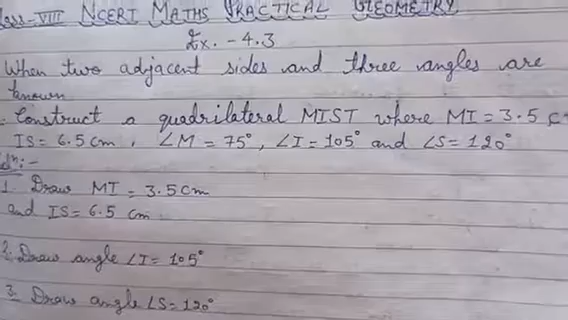 Class-VIII NCERT MATHS PRACTICAL GEOMETRY
Ex. - 4.3
When two adjacent sides and three angles are
known
Construct a quadrilateral MIST where MI = 3.5 c
IS = 6.5 cm, ∠M = 75°, ∠I = 105° and ∠S = 120°
:-
1. Draw MI = 3.5 cm
and IS = 6.5 cm
2. Draw angle ∠I = 105°
3. Draw angle ∠S = 120°